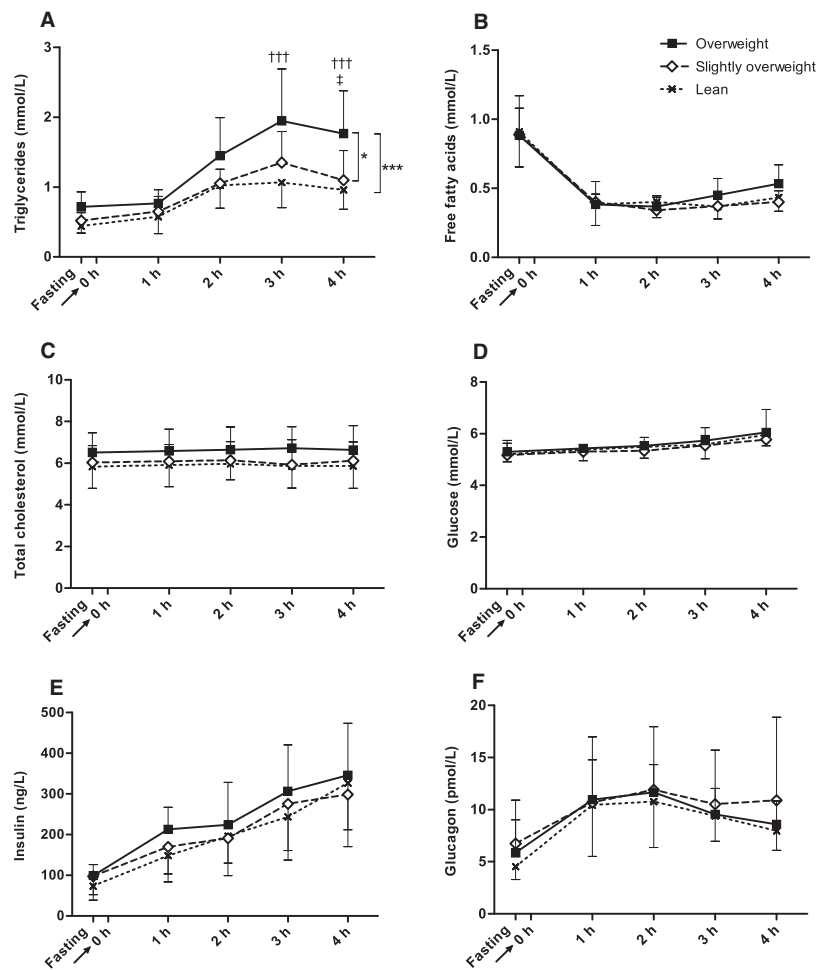 A
Triglycerides (mmol/L)
3
2
1
0
†††
†††
‡
*
***
Fasting
0 h
1 h
2 h
3 h
4 h
B
Free fatty acids (mmol/L)
1.5
1.0
0.5
0.0
Overweight
Slightly overweight
Lean
Fasting
0 h
1 h
2 h
3 h
4 h
C
Total cholesterol (mmol/L)
10
8
6
4
2
0
Fasting
0 h
1 h
2 h
3 h
4 h
D
Glucose (mmol/L)
8
6
4
2
0
Fasting
0 h
1 h
2 h
3 h
4 h
E
Insulin (ng/L)
500
400
300
200
100
0
Fasting
0 h
1 h
2 h
3 h
4 h
F
Glucagon (pmol/L)
20
15
10
5
0
Fasting
0 h
1 h
2 h
3 h
4 h